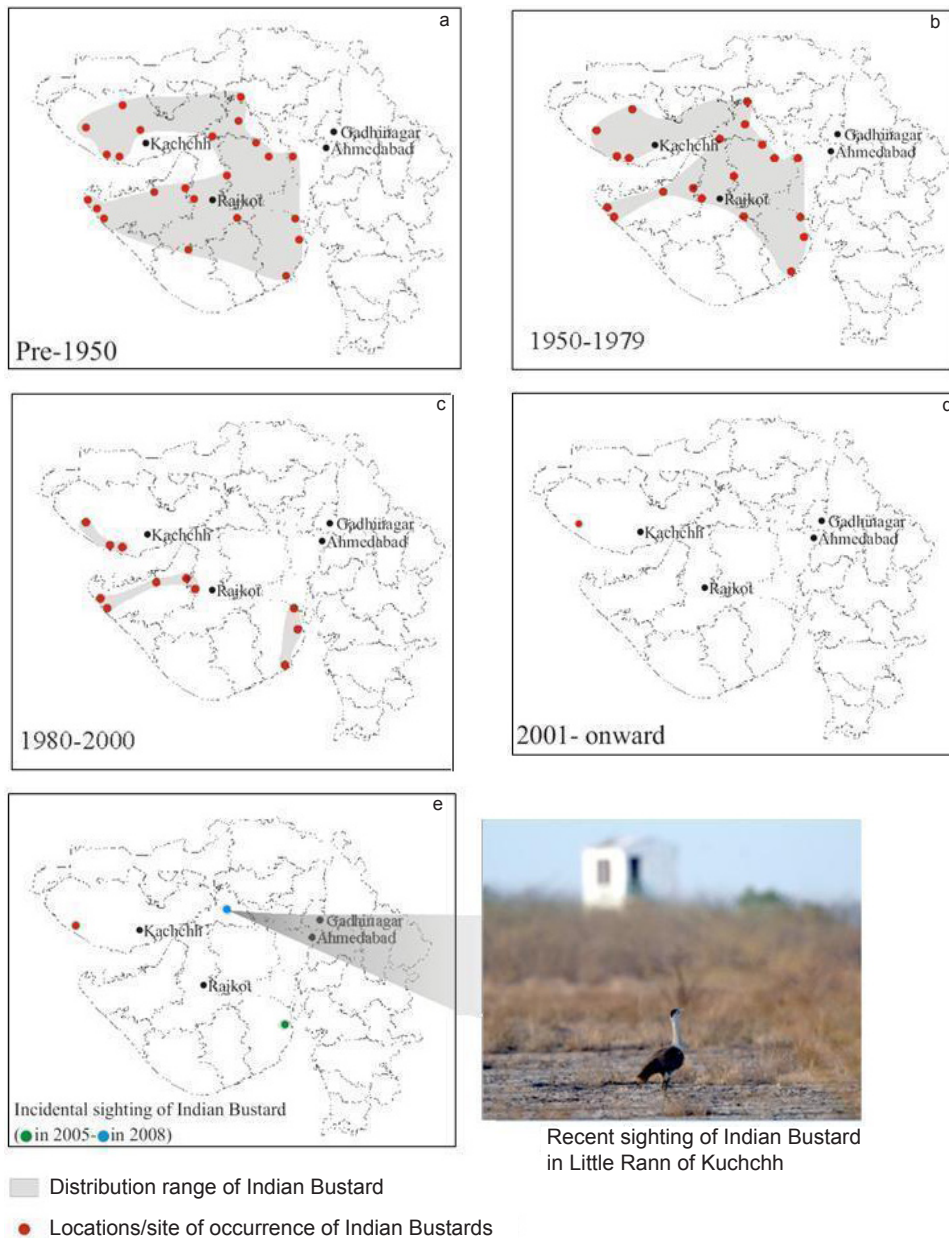 a
Kachchh
Gadhinagar
Ahmedabad
Rajkot
Pre-1950
b
Kachchh
Gadhinagar
Ahmedabad
Rajkot
1950-1979
c
Kachchh
Gadhinagar
Ahmedabad
Rajkot
1980-2000
d
Kachchh
Gadhinagar
Ahmedabad
Rajkot
2001- onward
e
Kachchh
Gadhinagar
Ahmedabad
Rajkot
Incidental sighting of Indian Bustard
( in 2005- in 2008)
Recent sighting of Indian Bustard
in Little Rann of Kuchchh
Distribution range of Indian Bustard
Locations/site of occurrence of Indian Bustards